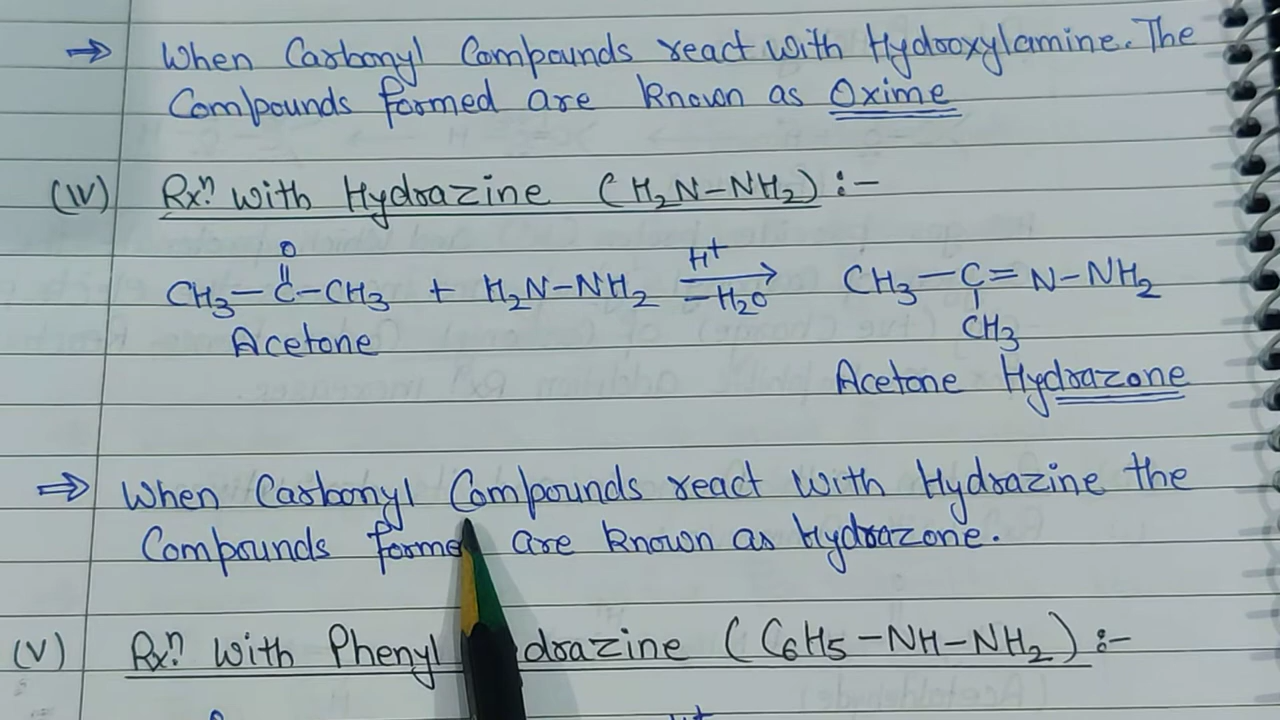 ⇒ When Carbonyl Compounds react with Hydrooxylamine. The
Compounds formed are known as Oxime
(IV) Rxⁿ. with Hydrazine (H₂N-NH₂) :-
O
CH₃-C-CH₃ + H₂N-NH₂ H⁺ → -H₂O CH₃-C=N-NH₂
CH₃
Acetone
Acetone Hydrazone
⇒ When Carbonyl Compounds react with Hydrazine the
Compounds forme are known as Hydrazone.
(V) Rxⁿ. with Phenyl drazine (C₆H₅-NH-NH₂) :-